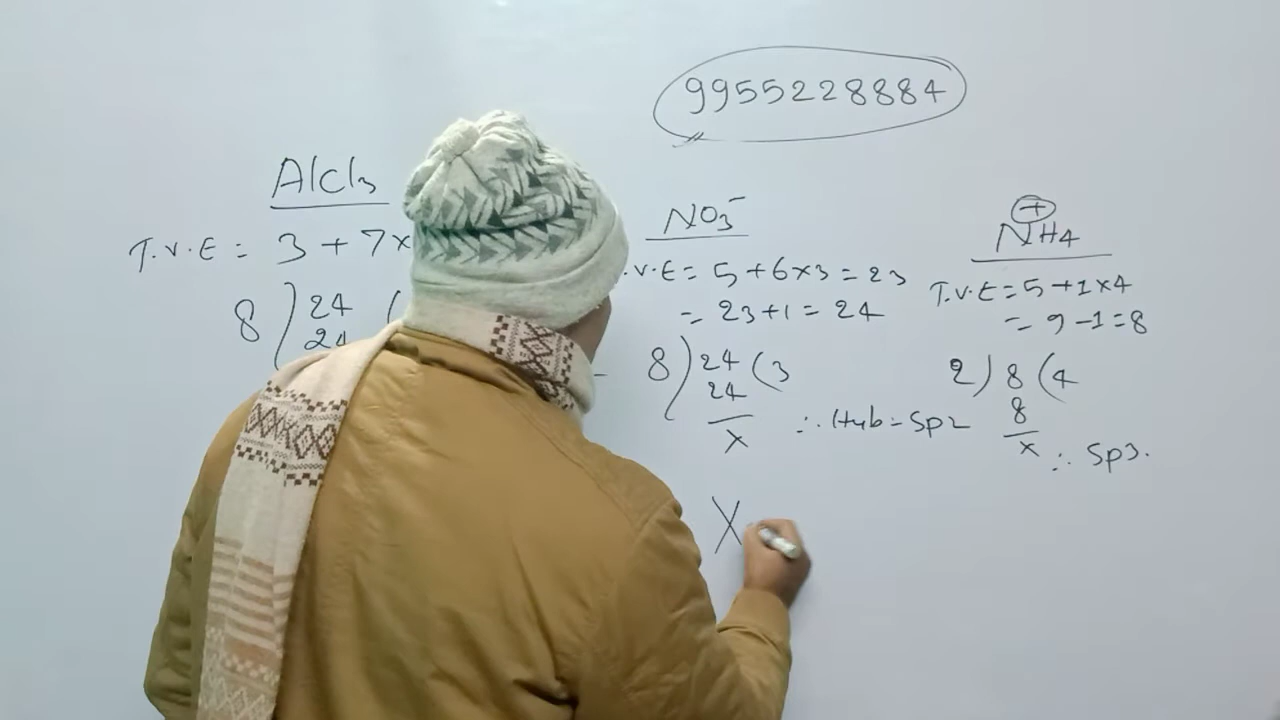 9955228884
AlCl3
T.V.E = 3 + 7×
8 ) 24 (
24
NO3-
.V.E = 5 + 6×3 = 23
= 23 + 1 = 24
8 ) 24 ( 3
24
x
∴ Hyb = Sp2
+
NH4
T.V.E = 5 + 1×4
= 9 - 1 = 8
2 ) 8 ( 4
8
x
∴ Sp3.
X